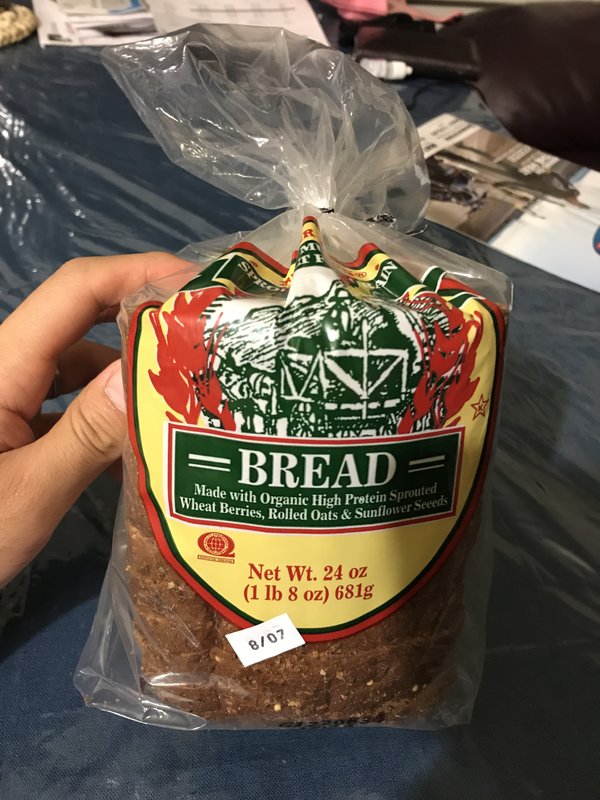 BREAD
Made with Organic High Protein Sprouted
Wheat Berries, Rolled Oats & Sunflower Seeeds
K
Net Wt. 24 oz
(1 lb 8 oz) 681g
8/07